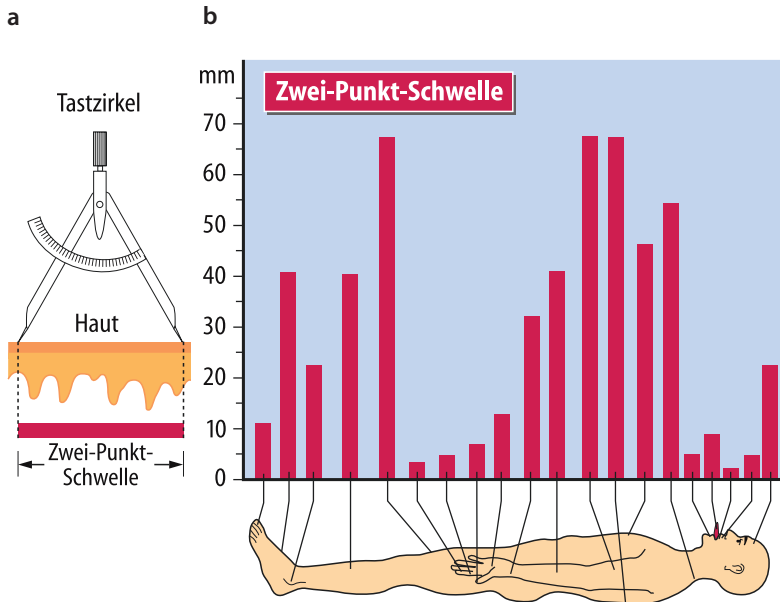 a
Tastzirkel
Haut
Zwei-Punkt-
Schwelle
b
mm
Zwei-Punkt-Schwelle
70
60
50
40
30
20
10
0